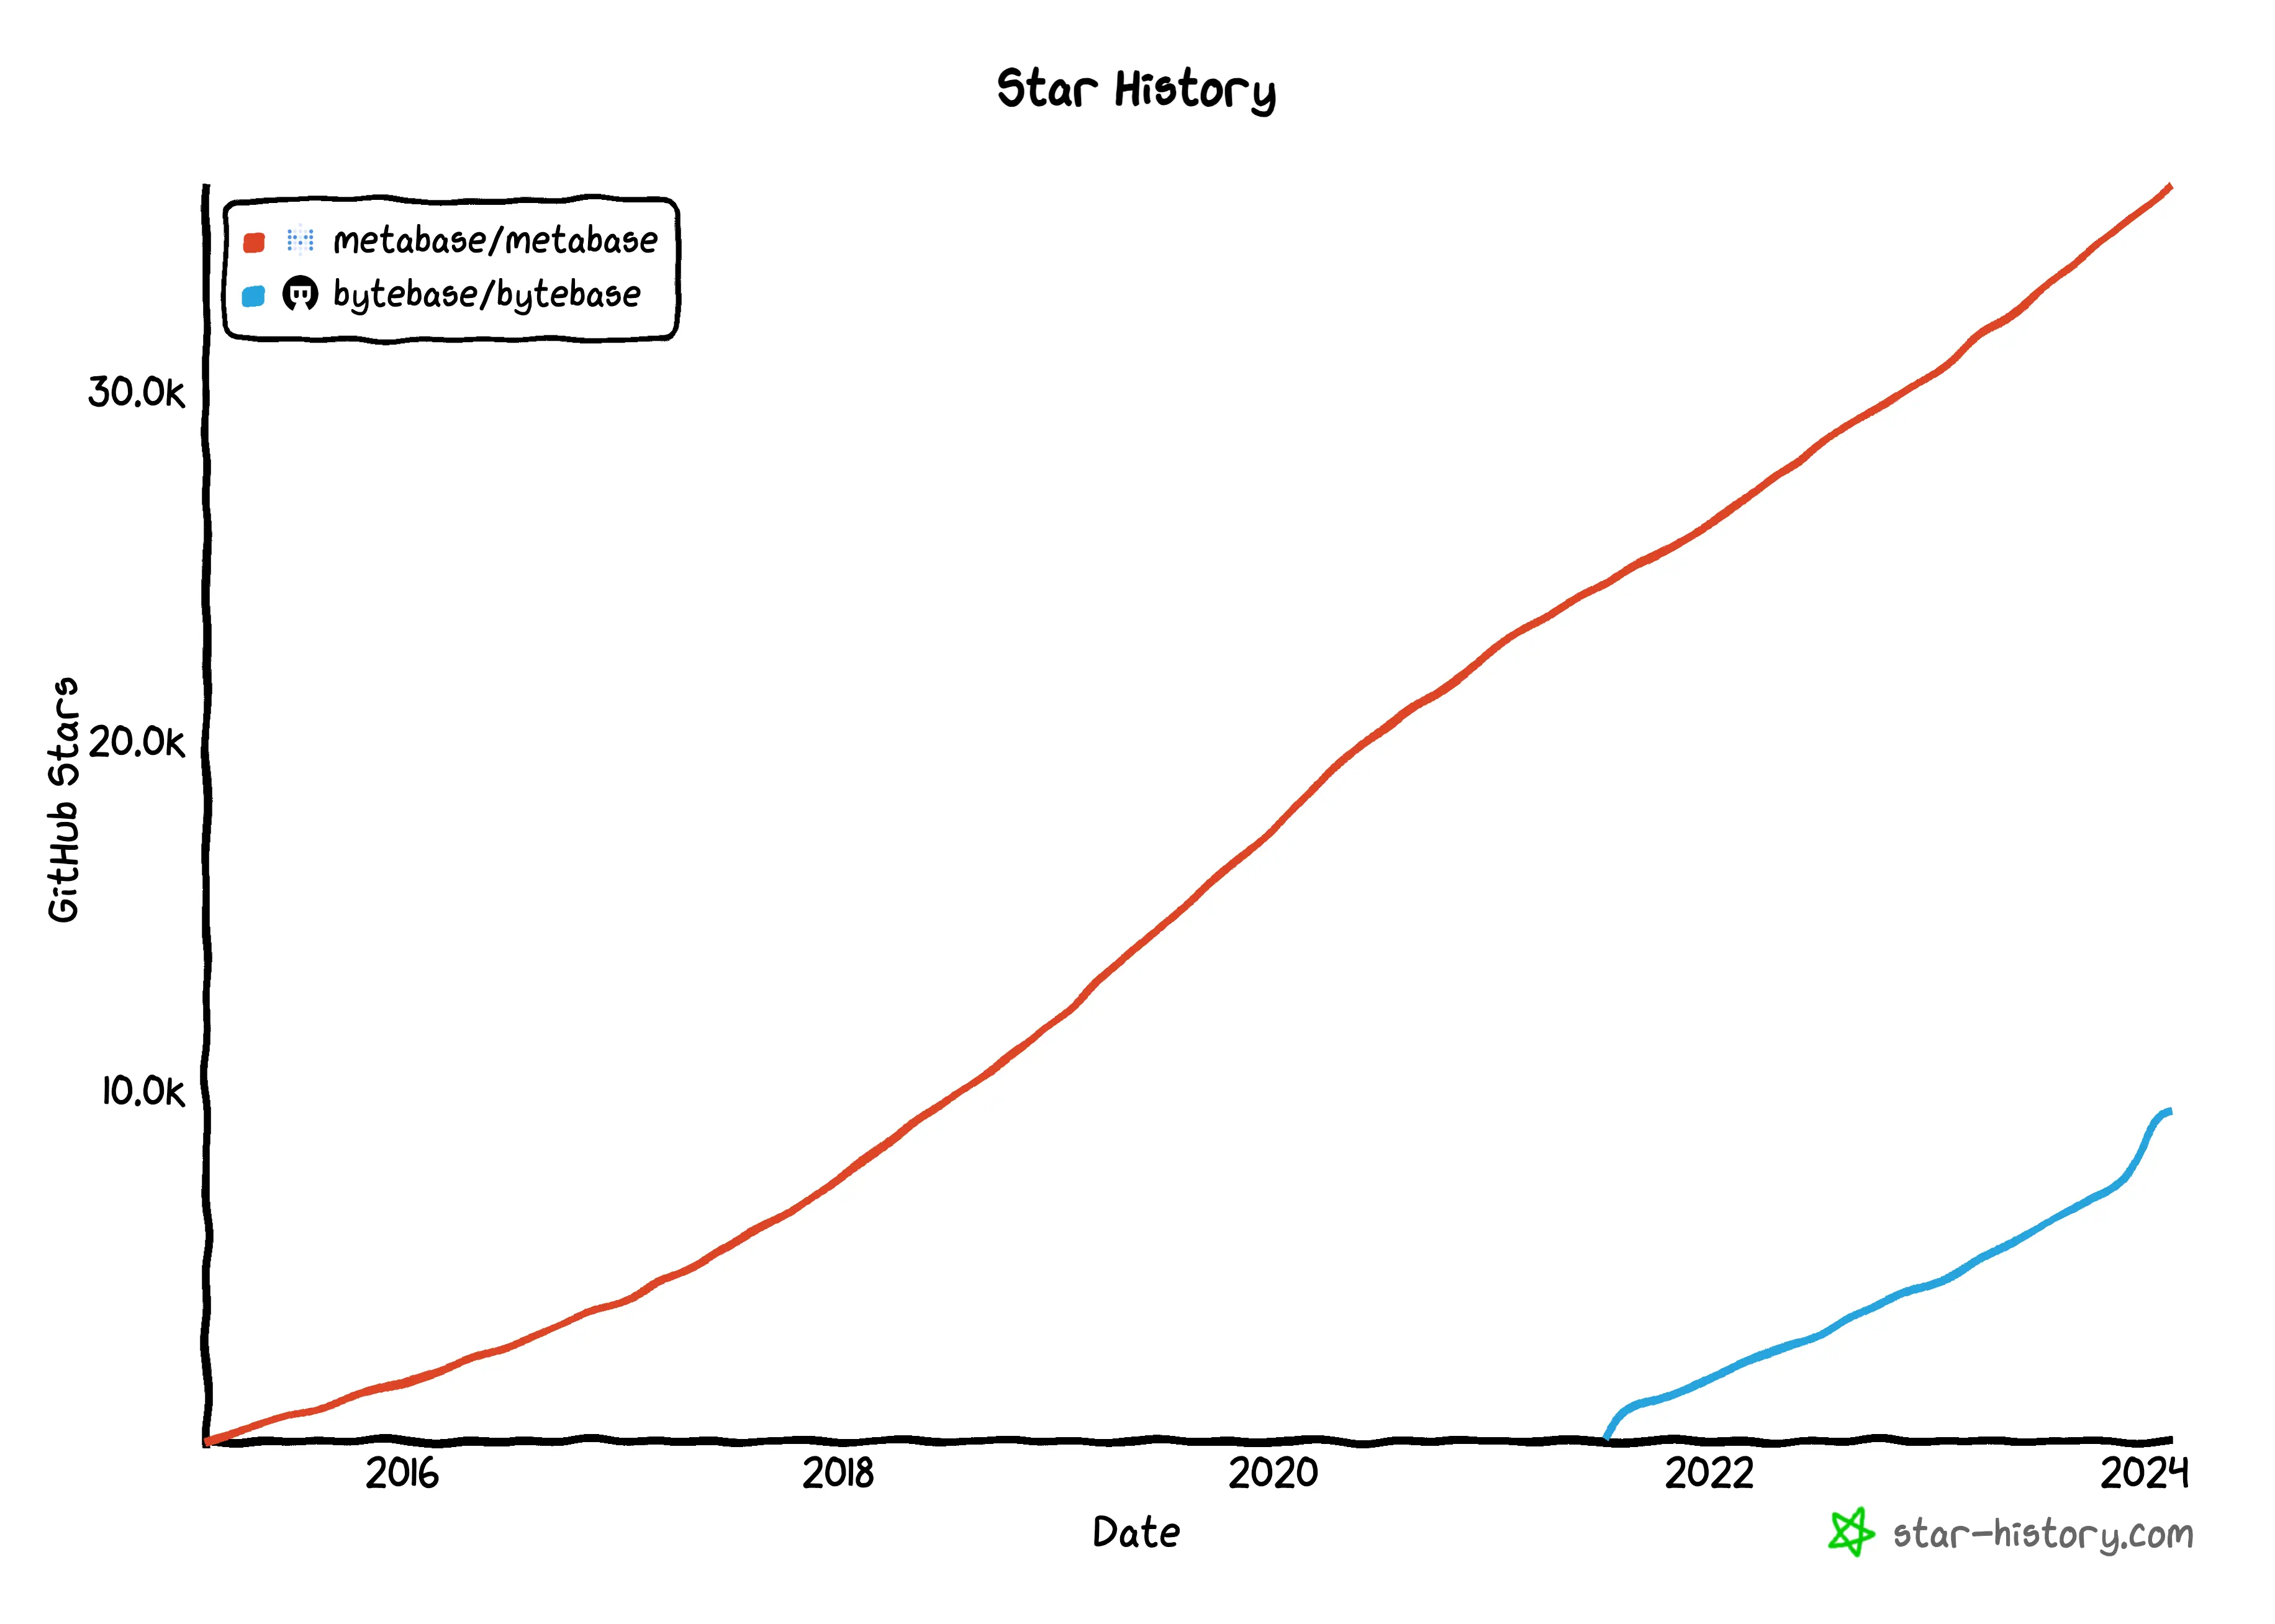 Star History
metabase/metabase
bytebase/bytebase
30.0K
20.0K
10.0K
GitHub Stars
2016 2018 2020 2022 2024
Date
star-history.com